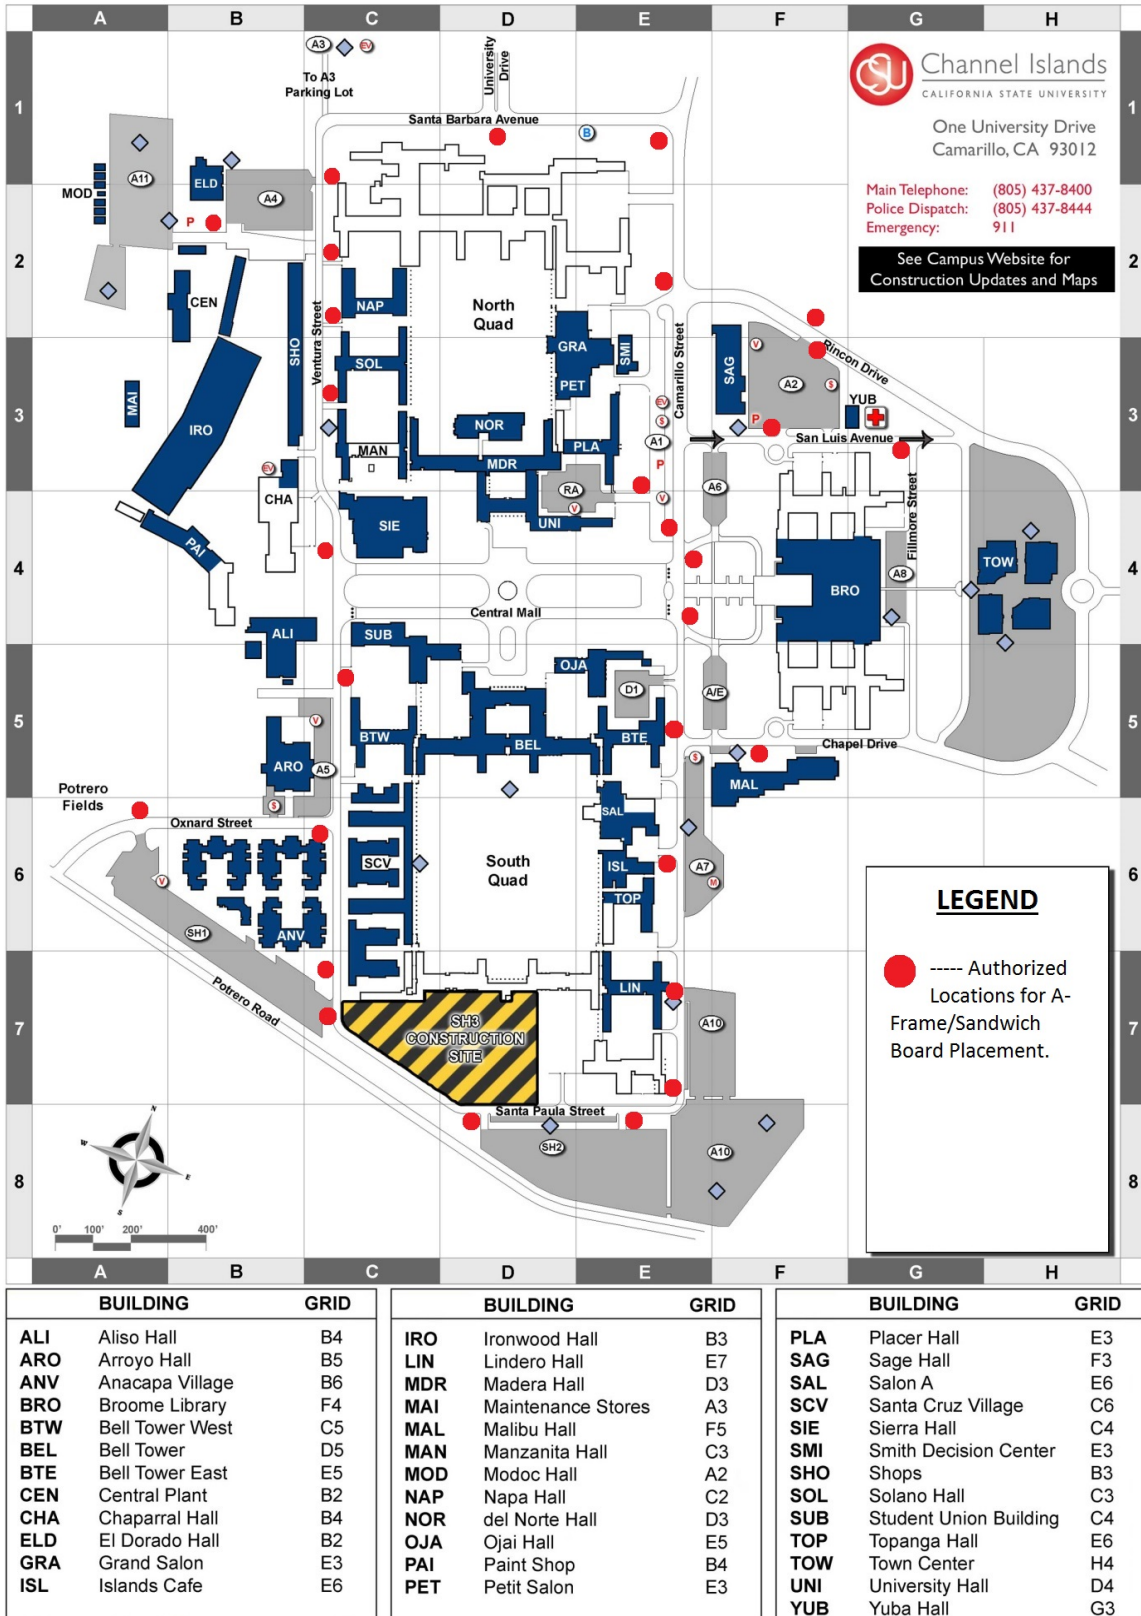 A B C D E F G H
A3 EV
To A3
Parking Lot
University
Drive
CSU Channel Islands
CALIFORNIA STATE UNIVERSITY
1 1
Santa Barbara Avenue
B
One University Drive
Camarillo, CA 93012
A11
MOD
ELD
A4
Main Telephone: (805) 437-8400
Police Dispatch: (805) 437-8444
Emergency: 911
P
See Campus Website for
Construction Updates and Maps
2 2
CEN
NAP
North
Quad
Ventura Street
SHO
SOL
GRA
SMI
PET
Camarillo Street
SAG
V
Rincon Drive
A2
$
YUB
MAI
3 3
IRO
NOR
EV
$
P
San Luis Avenue
MAN
PLA
A1
MDR
EV
P
CHA
RA
A6
V
V
Fillmore Street
SIE
UNI
PAI
4 4
TOW
A8
BRO
Central Mall
ALI
SUB
OJA
D1
A/E
V
5 5
BTW
BEL
BTE
Chapel Drive
ARO
A5
$
MAL
Potrero
Fields
$
Oxnard Street
SAL
6 6
SCV
South
Quad
ISL
A7
V
M
TOP
LEGEND
----- Authorized
Locations for A-
Frame/Sandwich
Board Placement.
SH1
ANV
Potrero Road
LIN
7 7
SH3
CONSTRUCTION
SITE
A10
Santa Paula Street
N
W
E
S
SH2
A10
8 8
0' 100' 200' 400'
A B C D E F G H
BUILDING GRID
ALI Aliso Hall B4
ARO Arroyo Hall B5
ANV Anacapa Village B6
BRO Broome Library F4
BTW Bell Tower West C5
BEL Bell Tower D5
BTE Bell Tower East E5
CEN Central Plant B2
CHA Chaparral Hall B4
ELD El Dorado Hall B2
GRA Grand Salon E3
ISL Islands Cafe E6
BUILDING GRID
IRO Ironwood Hall B3
LIN Lindero Hall E7
MDR Madera Hall D3
MAI Maintenance Stores A3
MAL Malibu Hall F5
MAN Manzanita Hall C3
MOD Modoc Hall A2
NAP Napa Hall C2
NOR del Norte Hall D3
OJA Ojai Hall E5
PAI Paint Shop B4
PET Petit Salon E3
BUILDING GRID
PLA Placer Hall E3
SAG Sage Hall F3
SAL Salon A E6
SCV Santa Cruz Village C6
SIE Sierra Hall C4
SMI Smith Decision Center E3
SHO Shops B3
SOL Solano Hall C3
SUB Student Union Building C4
TOP Topanga Hall E6
TOW Town Center H4
UNI University Hall D4
YUB Yuba Hall G3